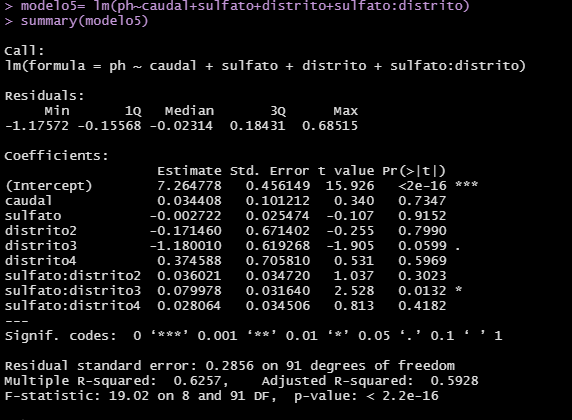 > modelo5= lm(ph~caudal+sulfato+distrito+sulfato:distrito)
> summary(modelo5)

Call:
lm(formula = ph ~ caudal + sulfato + distrito + sulfato:distrito)

Residuals:
     Min       1Q   Median       3Q      Max
-1.17572 -0.15568 -0.02314  0.18431  0.68515

Coefficients:
                   Estimate Std. Error t value Pr(>|t|)
(Intercept)        7.264778   0.456149  15.926   <2e-16 ***
caudal             0.034408   0.101212   0.340   0.7347
sulfato           -0.002722   0.025474  -0.107   0.9152
distrito2         -0.171460   0.671402  -0.255   0.7990
distrito3         -1.180010   0.619268  -1.905   0.0599 .
distrito4          0.374588   0.705810   0.531   0.5969
sulfato:distrito2  0.036021   0.034720   1.037   0.3023
sulfato:distrito3  0.079978   0.031640   2.528   0.0132 *
sulfato:distrito4  0.028064   0.034506   0.813   0.4182
---
Signif. codes:  0 ‘***’ 0.001 ‘**’ 0.01 ‘*’ 0.05 ‘.’ 0.1 ‘ ’ 1

Residual standard error: 0.2856 on 91 degrees of freedom
Multiple R-squared:  0.6257,    Adjusted R-squared:  0.5928
F-statistic: 19.02 on 8 and 91 DF,  p-value: < 2.2e-16